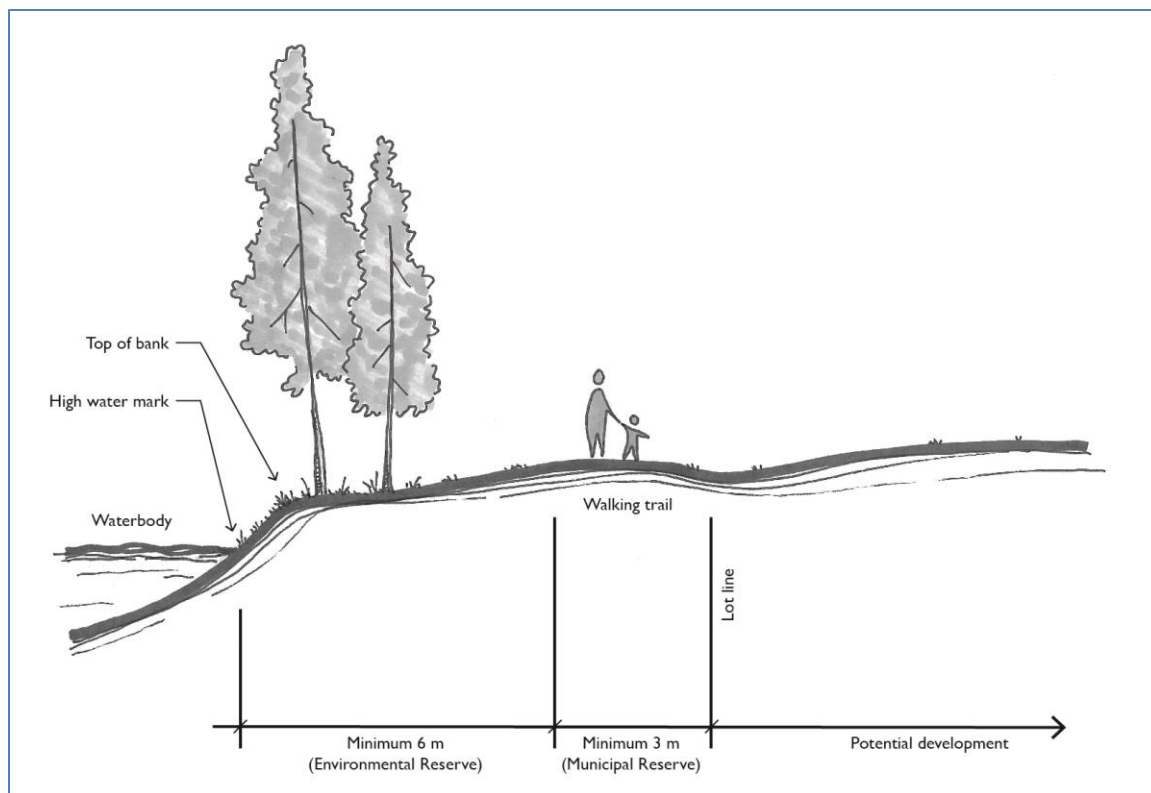 Top of bank
High water mark
Waterbody
Walking trail
Lot line
Minimum 6 m
(Environmental Reserve)
Minimum 3 m
(Municipal Reserve)
Potential development